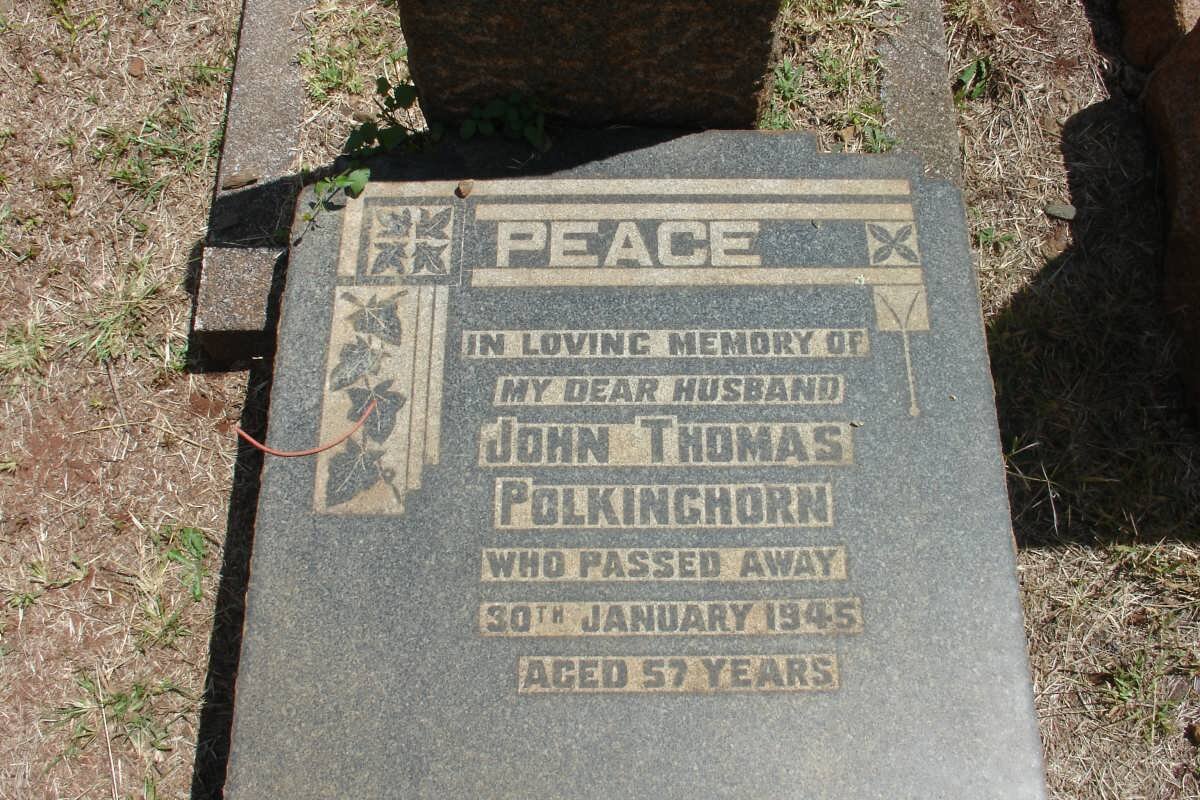 PEACE
IN LOVING MEMORY OF
MY DEAR HUSBAND
JOHN THOMAS
POLKINGHORN
WHO PASSED AWAY
30TH JANUARY 1945
AGED 57 YEARS